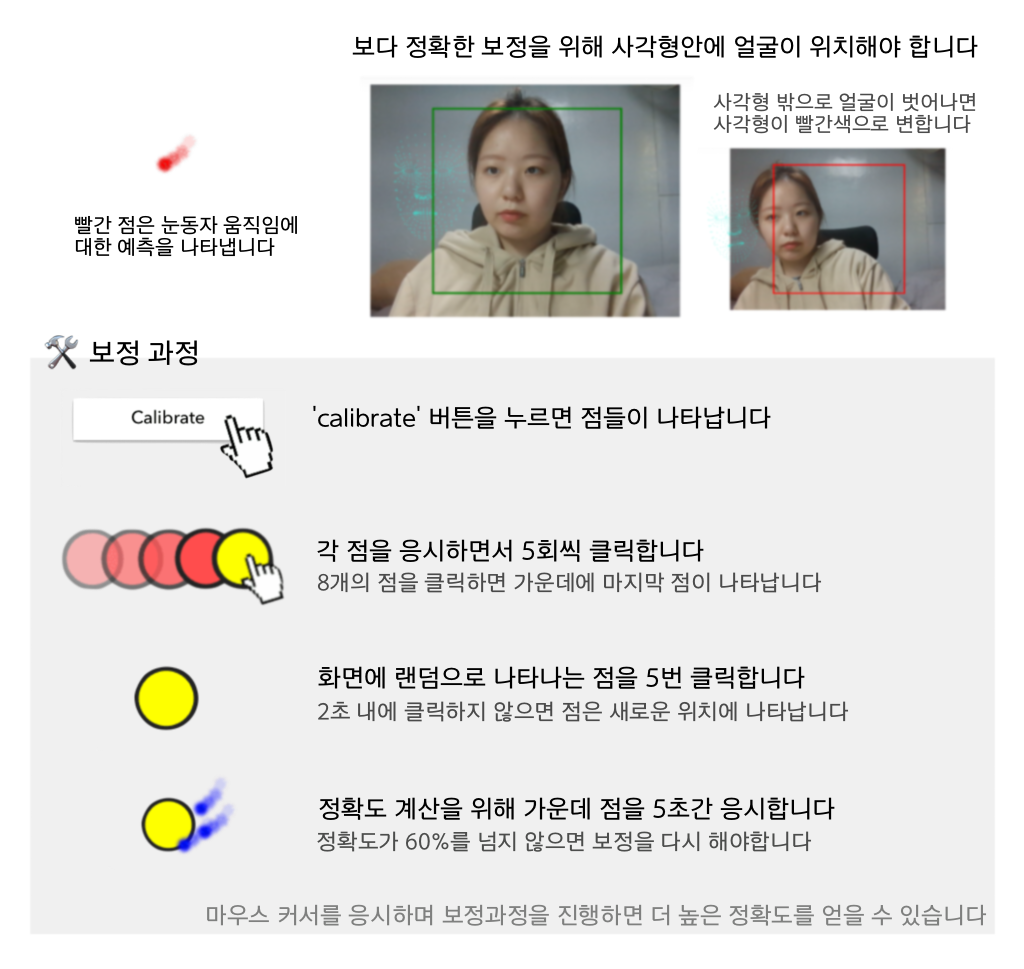 보다 정확한 보정을 위해 사각형안에 얼굴이 위치해야 합니다
사각형 밖으로 얼굴이 벗어나면
사각형이 빨간색으로 변합니다
빨간 점은 눈동자 움직임에
대한 예측을 나타냅니다
보정 과정
Calibrate
'calibrate' 버튼을 누르면 점들이 나타납니다
각 점을 응시하면서 5회씩 클릭합니다
8개의 점을 클릭하면 가운데에 마지막 점이 나타납니다
화면에 랜덤으로 나타나는 점을 5번 클릭합니다
2초 내에 클릭하지 않으면 점은 새로운 위치에 나타납니다
정확도 계산을 위해 가운데 점을 5초간 응시합니다
정확도가 60%를 넘지 않으면 보정을 다시 해야합니다
마우스 커서를 응시하며 보정과정을 진행하면 더 높은 정확도를 얻을 수 있습니다